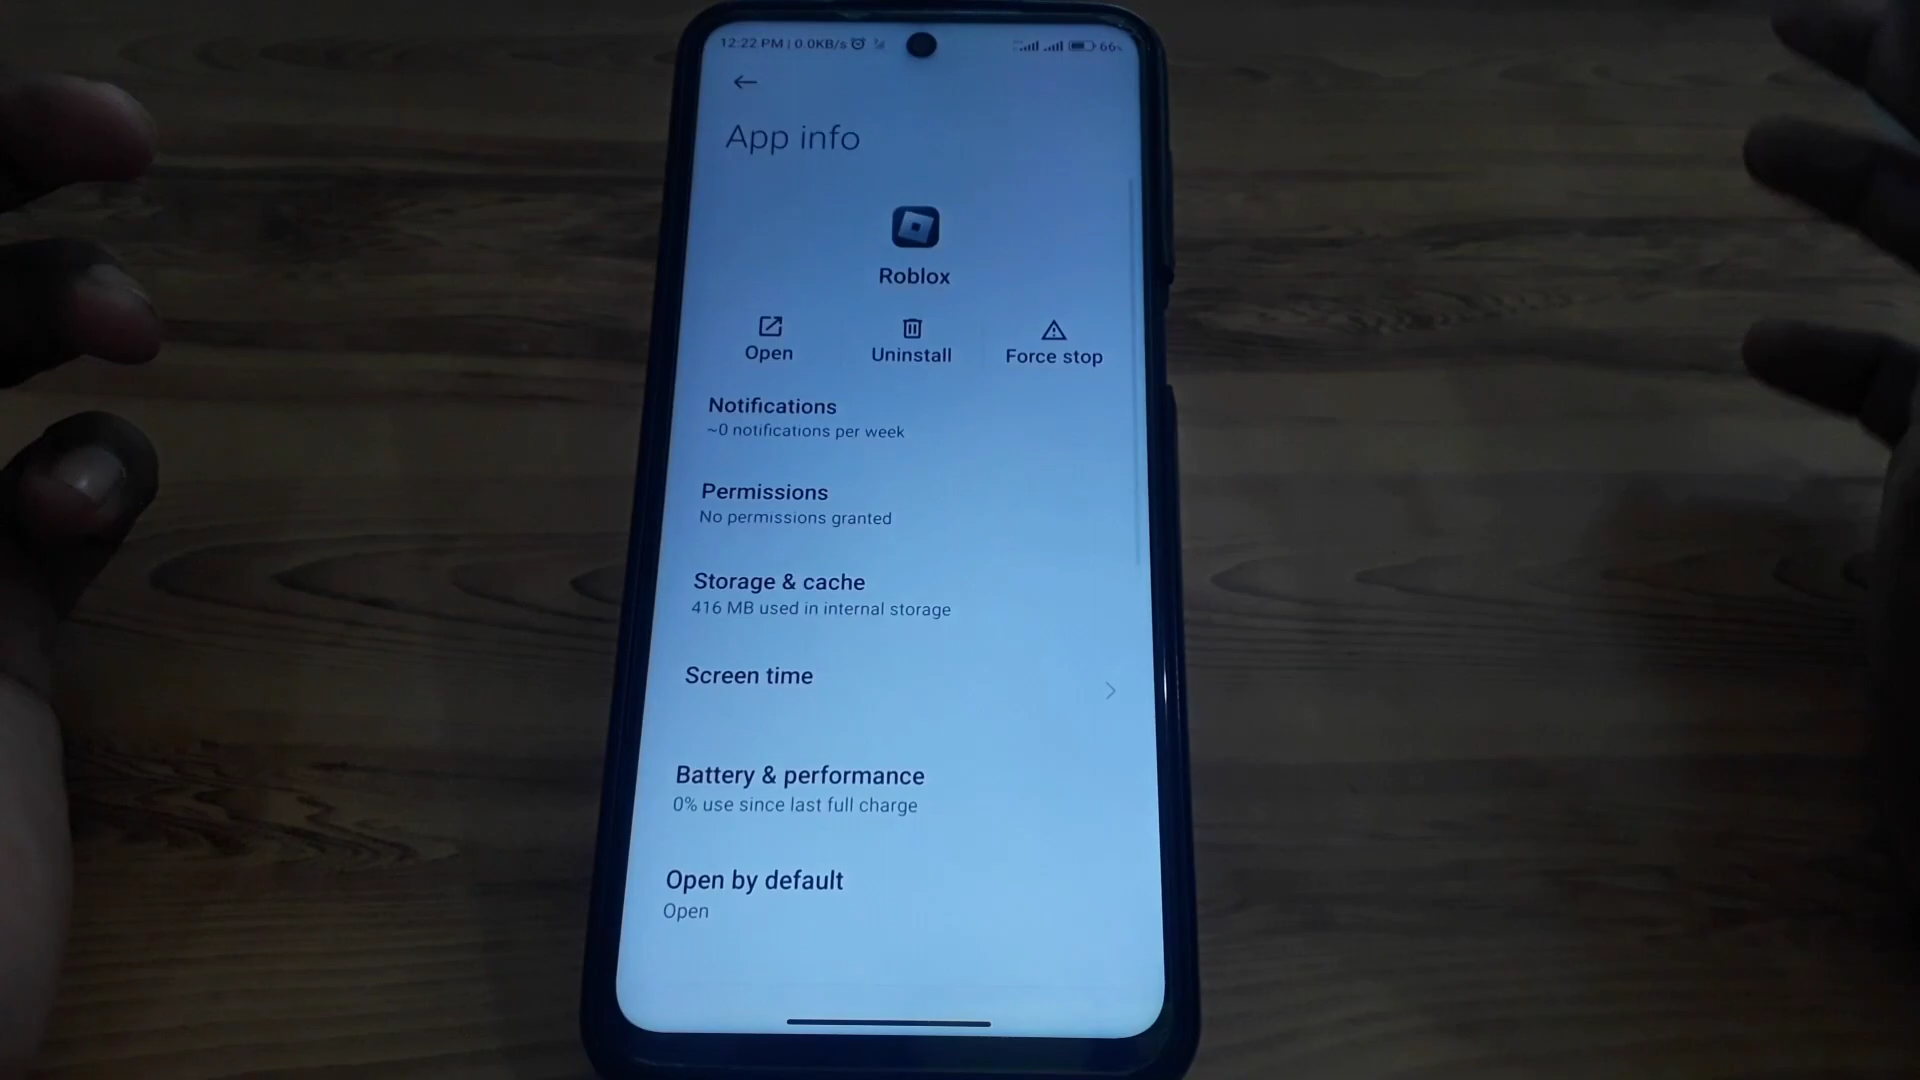 12:22 PM | 0.0KB/s
66%
App info
Roblox
Open
Uninstall
Force stop
Notifications
~0 notifications per week
Permissions
No permissions granted
Storage & cache
416 MB used in internal storage
Screen time
Battery & performance
0% use since last full charge
Open by default
Open